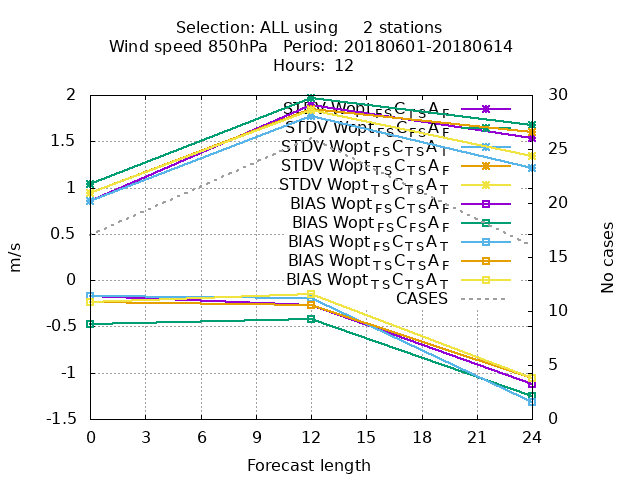 Selection: ALL using 2 stations
Wind speed 850hPa Period: 20180601-20180614
Hours: 12
2
1.5
1
0.5
0
-0.5
-1
-1.5
m/s
30
25
20
15
10
5
0
No cases
STDV Wopt FS C TS A F
STDV Wopt FS C FS A F
STDV Wopt FS C TS A T
STDV Wopt TS C TS A F
STDV Wopt TS C TS A T
BIAS Wopt FS C TS A F
BIAS Wopt FS C FS A F
BIAS Wopt FS C TS A T
BIAS Wopt TS C TS A F
BIAS Wopt TS C TS A T
CASES
0 3 6 9 12 15 18 21 24
Forecast length